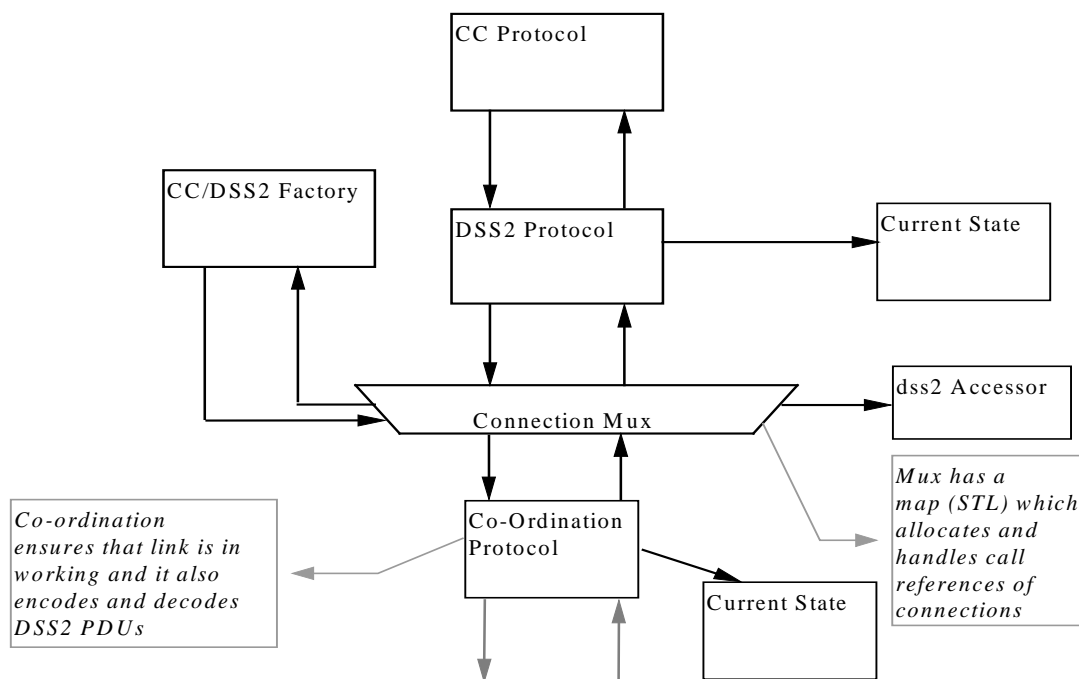 CC Protocol
CC/DSS2 Factory
DSS2 Protocol
Current State
dss2 Accessor
Connection Mux
Mux has a
map (STL) which
allocates and
handles call
references of
connections
Co-ordination
ensures that link is in
working and it also
encodes and decodes
DSS2 PDUs
Co-Ordination
Protocol
Current State